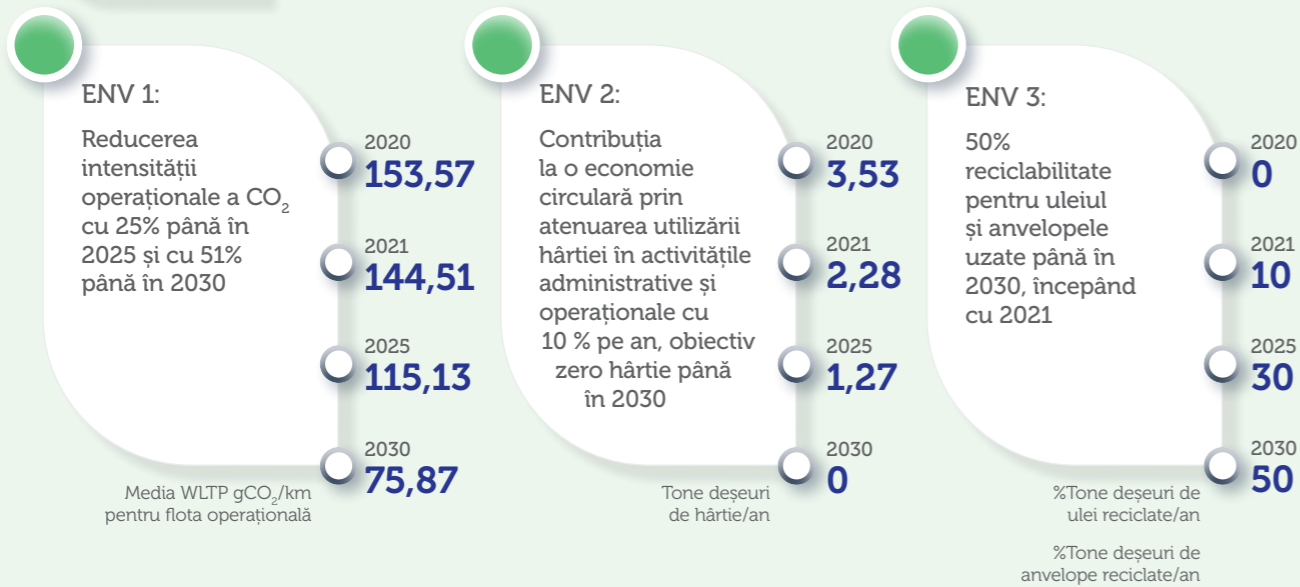 ENV 1:
Reducerea
intensității
operaționale a CO₂
cu 25% până în
2025 și cu 51%
până în 2030
2020
153,57
2021
144,51
2025
115,13
2030
75,87
Media WLTP gCO₂/km
pentru flota operațională
ENV 2:
Contribuția
la o economie
circulară prin
atenuarea utilizării
hârtiei în activitățile
administrative și
operaționale cu
10 % pe an, obiectiv
zero hârtie până
în 2030
2020
3,53
2021
2,28
2025
1,27
2030
0
Tone deșeuri
de hârtie/an
ENV 3:
50%
reciclabilitate
pentru uleiul
și anvelopele
uzate până în
2030, începând
cu 2021
2020
0
2021
10
2025
30
2030
50
%Tone deșeuri de
ulei reciclate/an
%Tone deșeuri de
anvelope reciclate/an